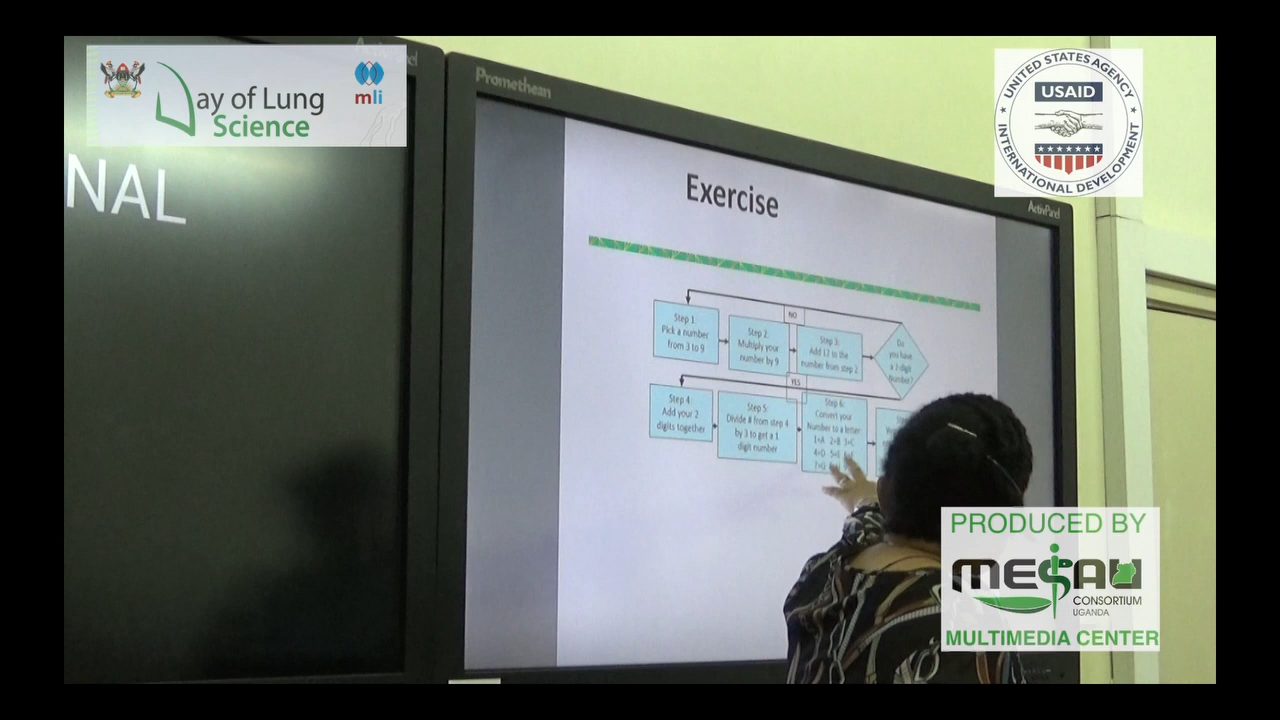 Day of Lung
Science
mli
UNITED STATES AGENCY
USAID
INTERNATIONAL DEVELOPMENT
Promethean
ActivPanel
NAL
Exercise
NO
Step 1:
Pick a number
from 3 to 9
Step 2:
Multiply your
number by 9
Step 3:
Add 12 to the
number from step 2
Do
you have
a 2 digit
Number?
YES
Step 4:
Add your 2
digits together
Step 5:
Divide # from step 4
by 3 to get a 1
digit number
Step 6:
Convert your
Number to a letter:
1=A 2=B 3=C
4=D 5=E
7=G
PRODUCED BY
MESAU
CONSORTIUM
UGANDA
MULTIMEDIA CENTER